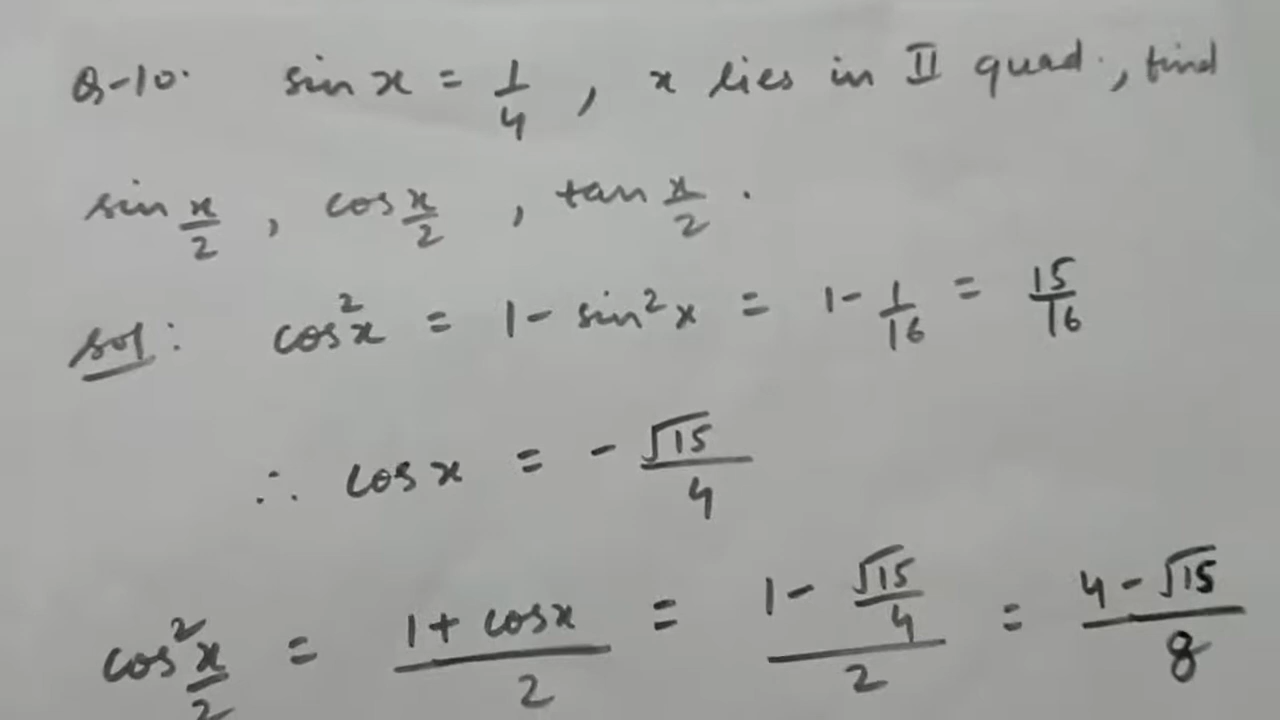 Q-10. sin x = 1/4 , x lies in II quad., find
sin x/2 , cos x/2 , tan x/2 .
sol: cos²x = 1 - sin²x = 1 - 1/16 = 15/16
∴ cos x = - √15/4
cos² x/2 = (1 + cos x)/2 = (1 - √15/4)/2 = (4 - √15)/8